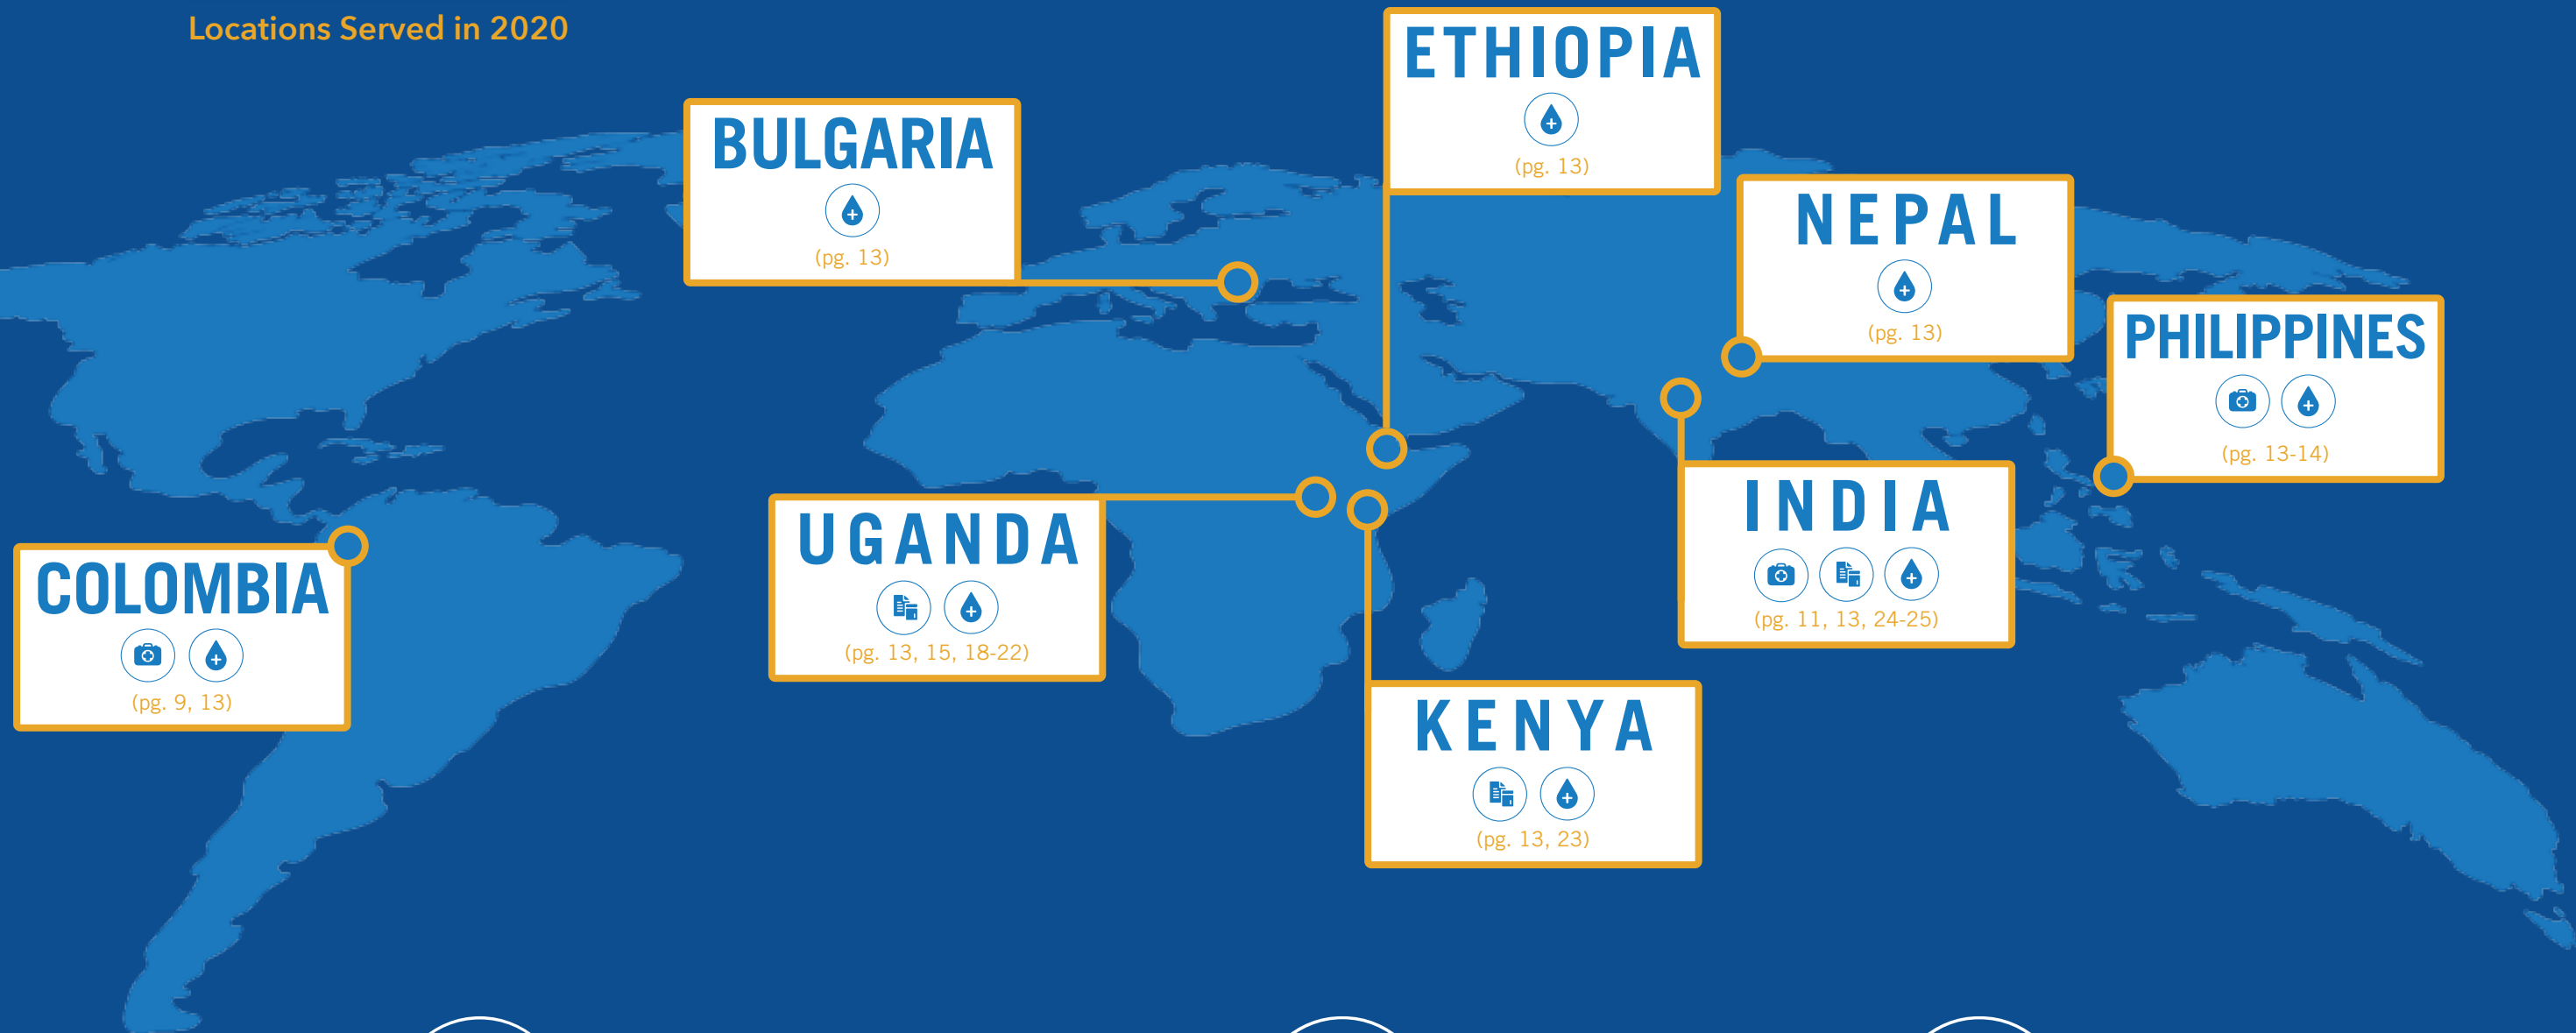 Locations Served in 2020
ETHIOPIA
(pg. 13)
BULGARIA
(pg. 13)
NEPAL
(pg. 13)
PHILIPPINES
(pg. 13-14)
INDIA
(pg. 11, 13, 24-25)
UGANDA
(pg. 13, 15, 18-22)
COLOMBIA
(pg. 9, 13)
KENYA
(pg. 13, 23)